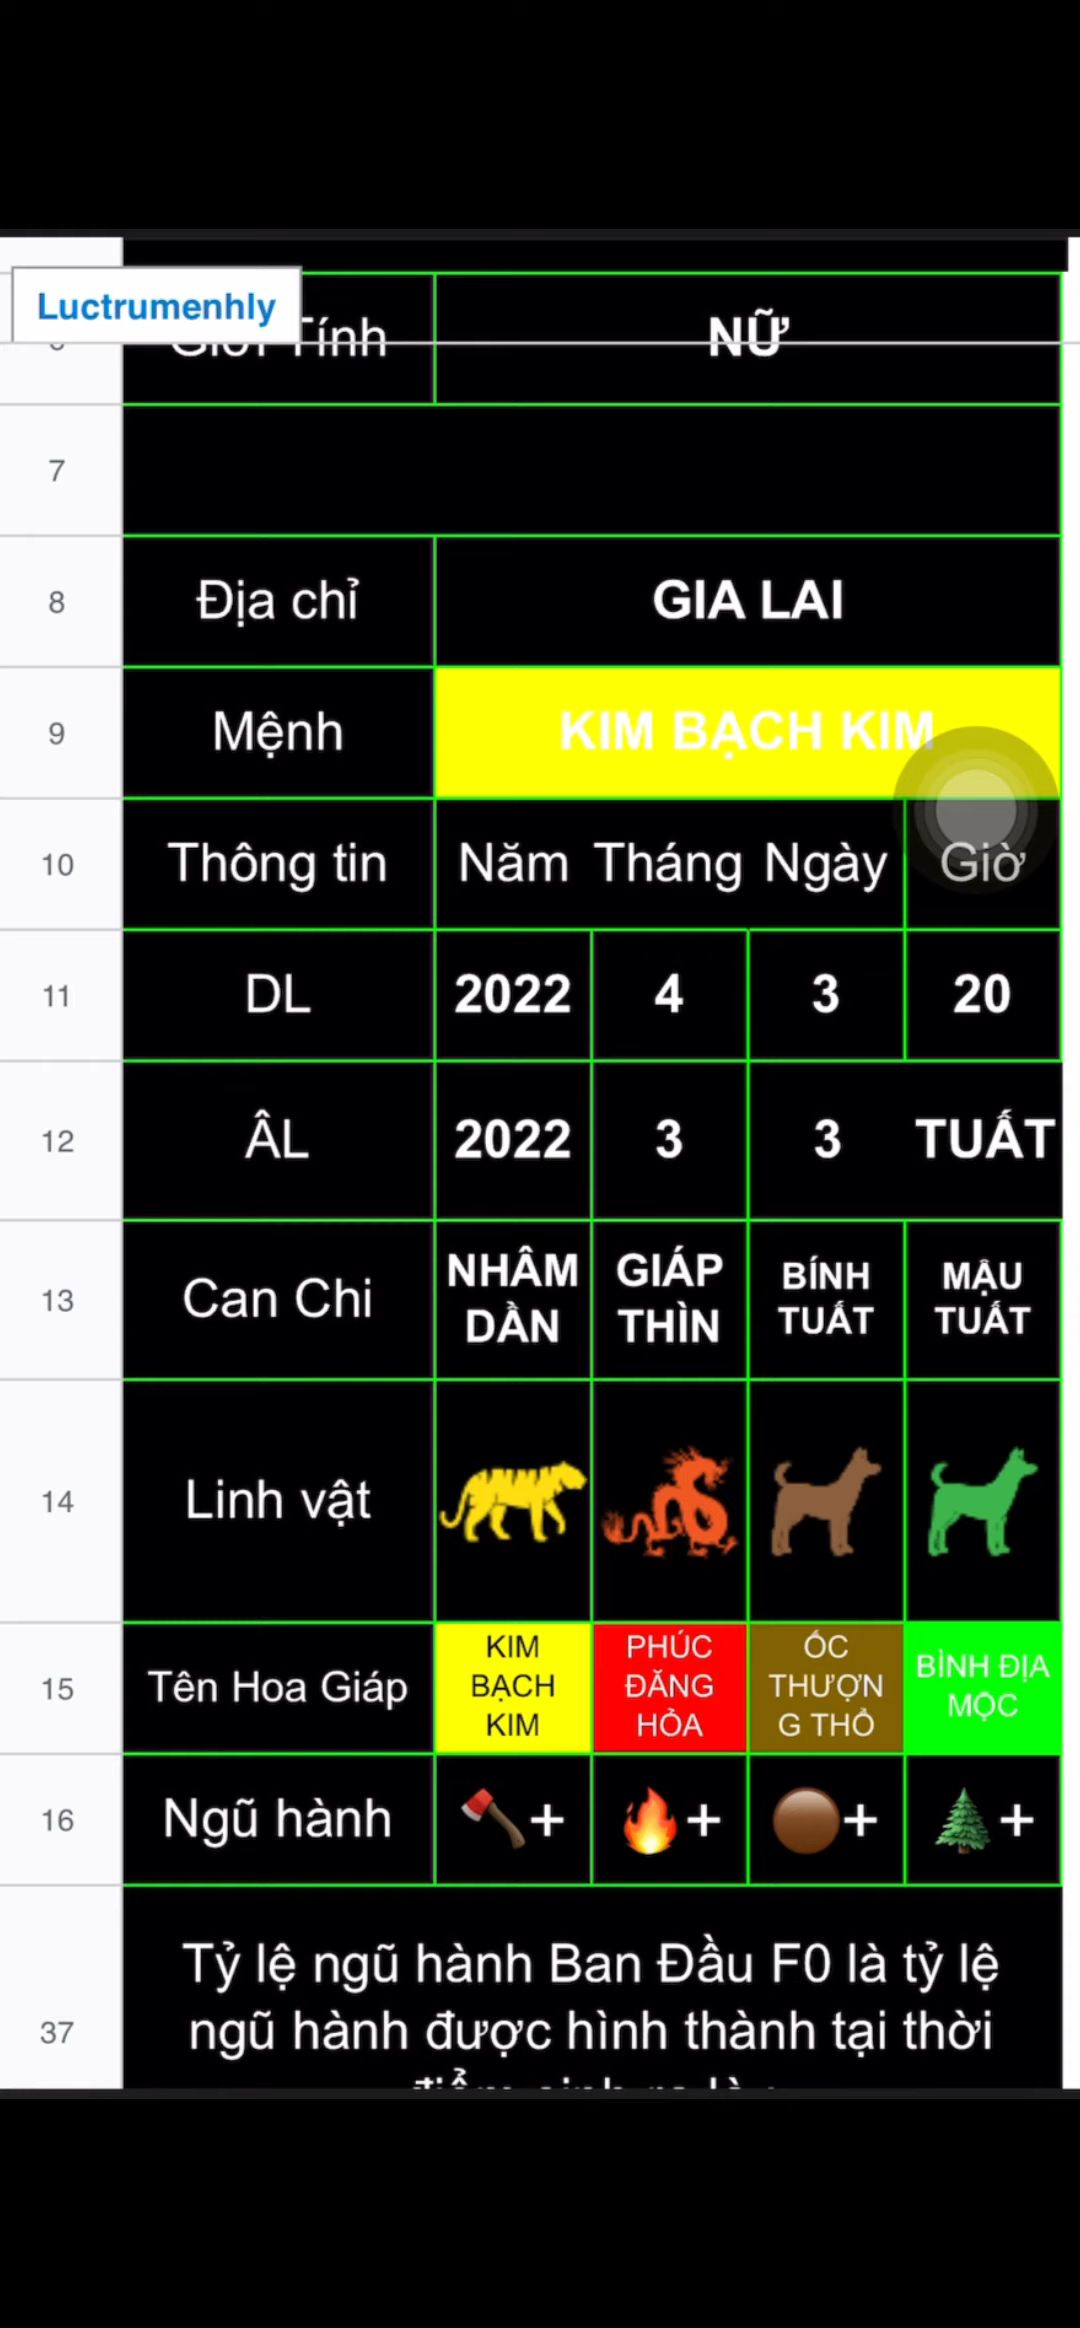 Luctrumenhly
Giới Tính NỮ
7
8 Địa chỉ GIA LAI
9 Mệnh KIM BẠCH KIM
10 Thông tin Năm Tháng Ngày Giờ
11 DL 2022 4 3 20
12 ÂL 2022 3 3 TUẤT
13 Can Chi NHÂM DẦN GIÁP THÌN BÍNH TUẤT MẬU TUẤT
14 Linh vật
15 Tên Hoa Giáp KIM BẠCH KIM PHÚC ĐĂNG HỎA ỐC THƯỢNG THỔ BÌNH ĐỊA MỘC
16 Ngũ hành + + + +
Tỷ lệ ngũ hành Ban Đầu F0 là tỷ lệ
37 ngũ hành được hình thành tại thời